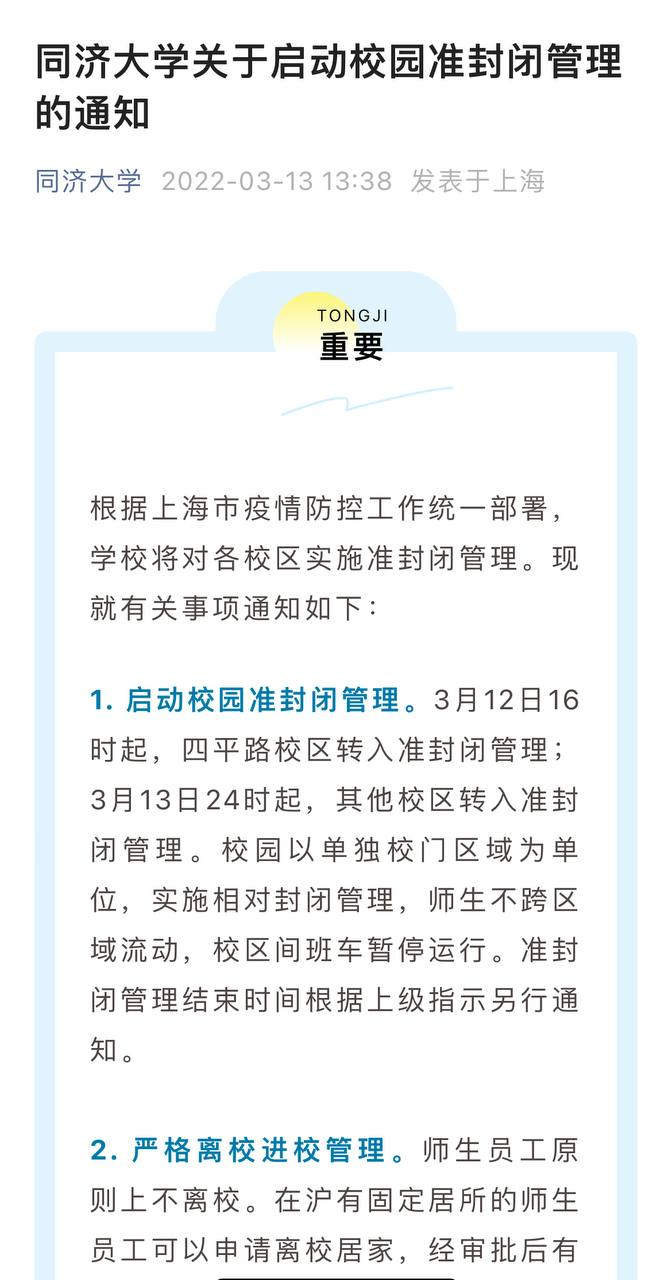 同济大学关于启动校园准封闭管理
的通知
同济大学 2022-03-13 13:38 发表于上海
TONGJI
重要
根据上海市疫情防控工作统一部署，
学校将对各校区实施准封闭管理。现
就有关事项通知如下：
1. 启动校园准封闭管理。3月12日16
时起，四平路校区转入准封闭管理；
3月13日24时起，其他校区转入准封
闭管理。校园以单独校门区域为单
位，实施相对封闭管理，师生不跨区
域流动，校区间班车暂停运行。准封
闭管理结束时间根据上级指示另行通
知。
2. 严格离校进校管理。师生员工原
则上不离校。在沪有固定居所的师生
员工可以申请离校居家，经审批后有